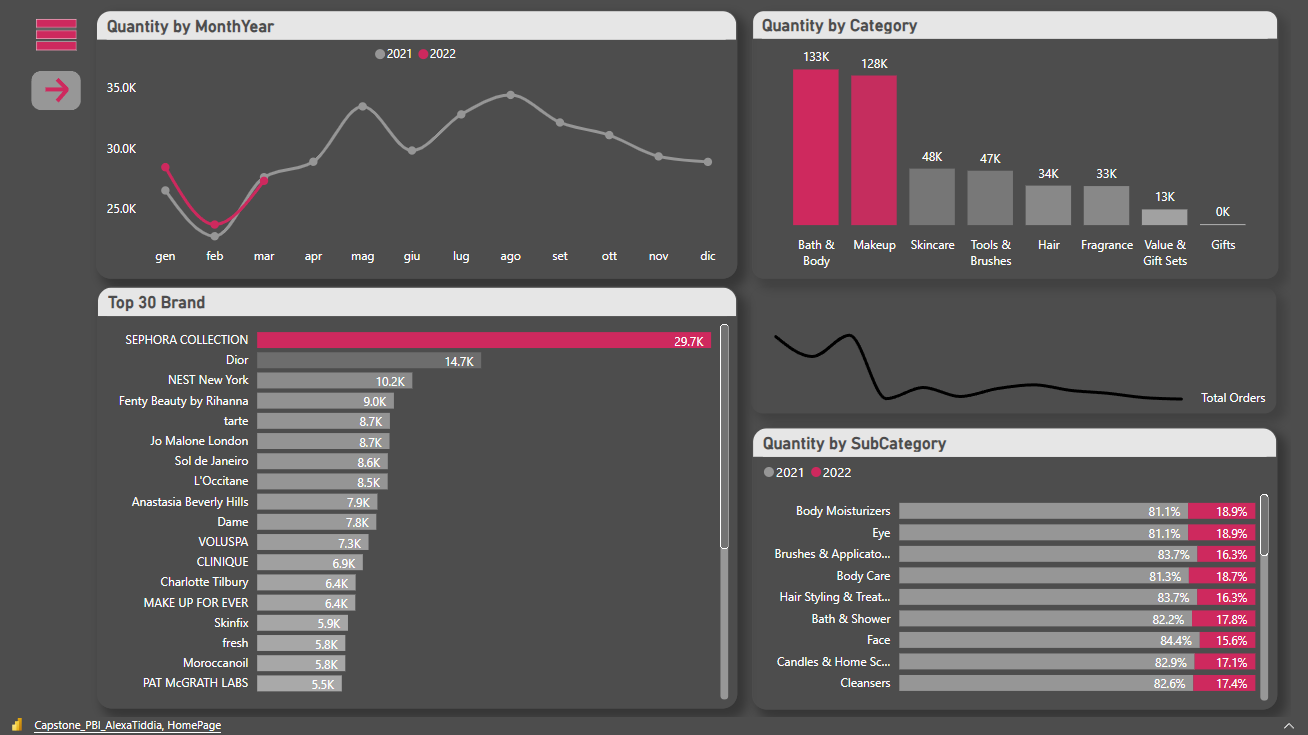 Quantity by MonthYear
2021 2022
35.0K
30.0K
25.0K
gen feb mar apr mag giu lug ago set ott nov dic
Quantity by Category
133K
128K
48K
47K
34K
33K
13K
0K
Bath & Body
Makeup
Skincare
Tools & Brushes
Hair
Fragrance
Value & Gift Sets
Gifts
Top 30 Brand
SEPHORA COLLECTION 29.7K
Dior 14.7K
NEST New York 10.2K
Fenty Beauty by Rihanna 9.0K
tarte 8.7K
Jo Malone London 8.7K
Sol de Janeiro 8.6K
L'Occitane 8.5K
Anastasia Beverly Hills 7.9K
Dame 7.8K
VOLUSPA 7.3K
CLINIQUE 6.9K
Charlotte Tilbury 6.4K
MAKE UP FOR EVER 6.4K
Skinfix 5.9K
fresh 5.8K
Moroccanoil 5.8K
PAT McGRATH LABS 5.5K
Total Orders
Quantity by SubCategory
2021 2022
Body Moisturizers 81.1% 18.9%
Eye 81.1% 18.9%
Brushes & Applicato... 83.7% 16.3%
Body Care 81.3% 18.7%
Hair Styling & Treat... 83.7% 16.3%
Bath & Shower 82.2% 17.8%
Face 84.4% 15.6%
Candles & Home Sc... 82.9% 17.1%
Cleansers 82.6% 17.4%
Capstone_PBI_AlexaTiddia, HomePage